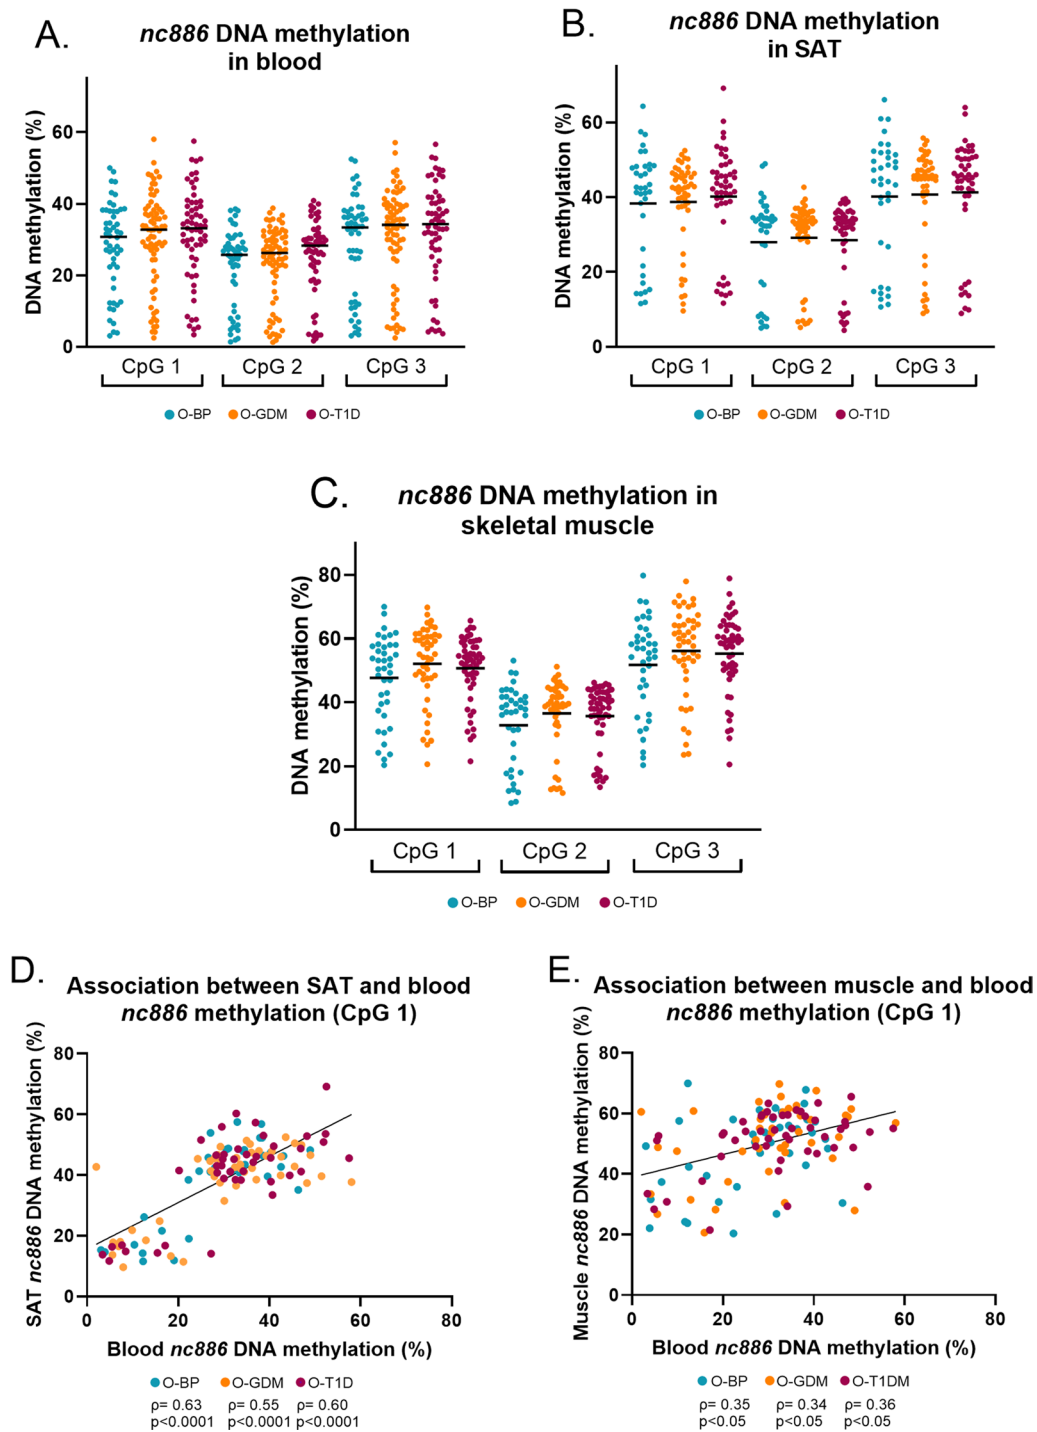 A.
nc886 DNA methylation
in blood
DNA methylation (%)
60
40
20
0
CpG 1 CpG 2 CpG 3
O-BP O-GDM O-T1D
B.
nc886 DNA methylation
in SAT
DNA methylation (%)
60
40
20
0
CpG 1 CpG 2 CpG 3
O-BP O-GDM O-T1D
C.
nc886 DNA methylation in
skeletal muscle
DNA methylation (%)
80
60
40
20
0
CpG 1 CpG 2 CpG 3
O-BP O-GDM O-T1D
D.
Association between SAT and blood
nc886 methylation (CpG 1)
SAT nc886 DNA methylation (%)
80
60
40
20
0
0 20 40 60 80
Blood nc886 DNA methylation (%)
O-BP O-GDM O-T1D
ρ= 0.63 ρ= 0.55 ρ= 0.60
p<0.0001 p<0.0001 p<0.0001
E.
Association between muscle and blood
nc886 methylation (CpG 1)
Muscle nc886 DNA methylation (%)
80
60
40
20
0
0 20 40 60 80
Blood nc886 DNA methylation (%)
O-BP O-GDM O-T1DM
ρ= 0.35 ρ= 0.34 ρ= 0.36
p<0.05 p<0.05 p<0.05